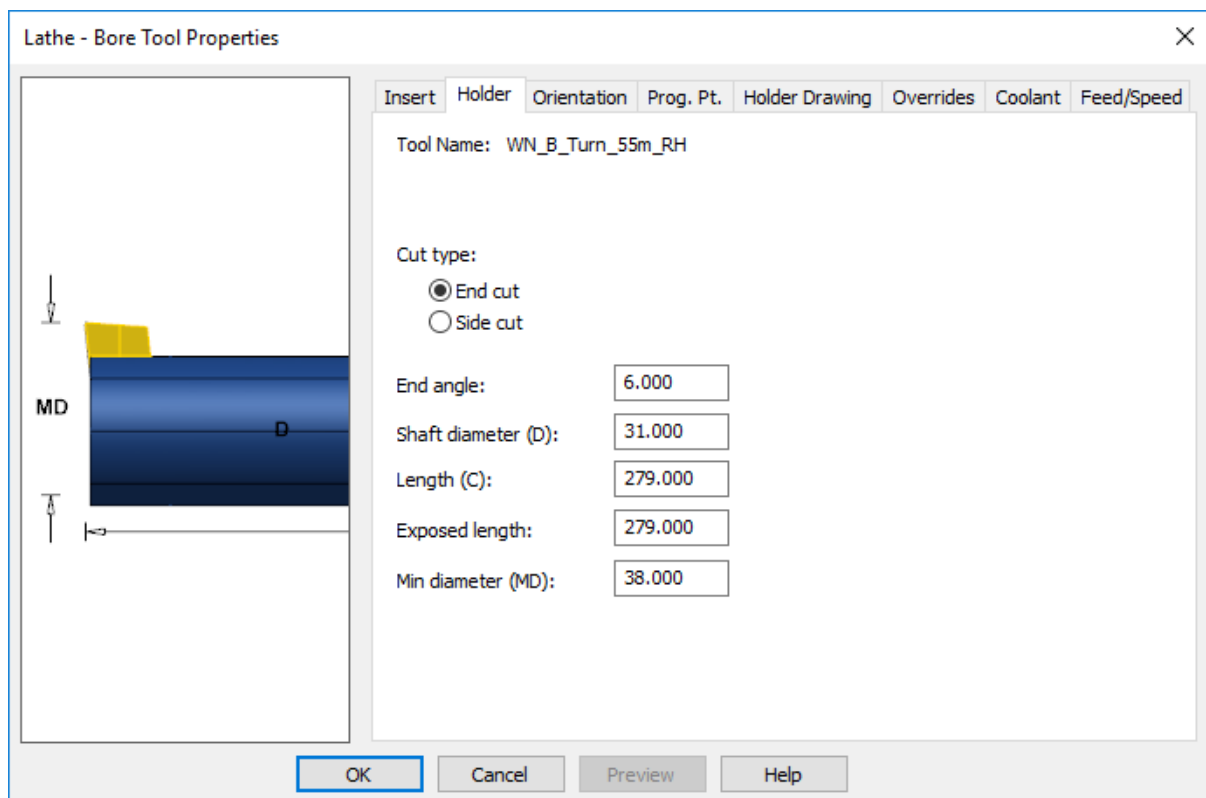 Lathe - Bore Tool Properties
Insert Holder Orientation Prog. Pt. Holder Drawing Overrides Coolant Feed/Speed
Tool Name: WN_B_Turn_55m_RH
Cut type:
End cut
Side cut
End angle: 6.000
Shaft diameter (D): 31.000
Length (C): 279.000
Exposed length: 279.000
Min diameter (MD): 38.000
MD
D
OK Cancel Preview Help